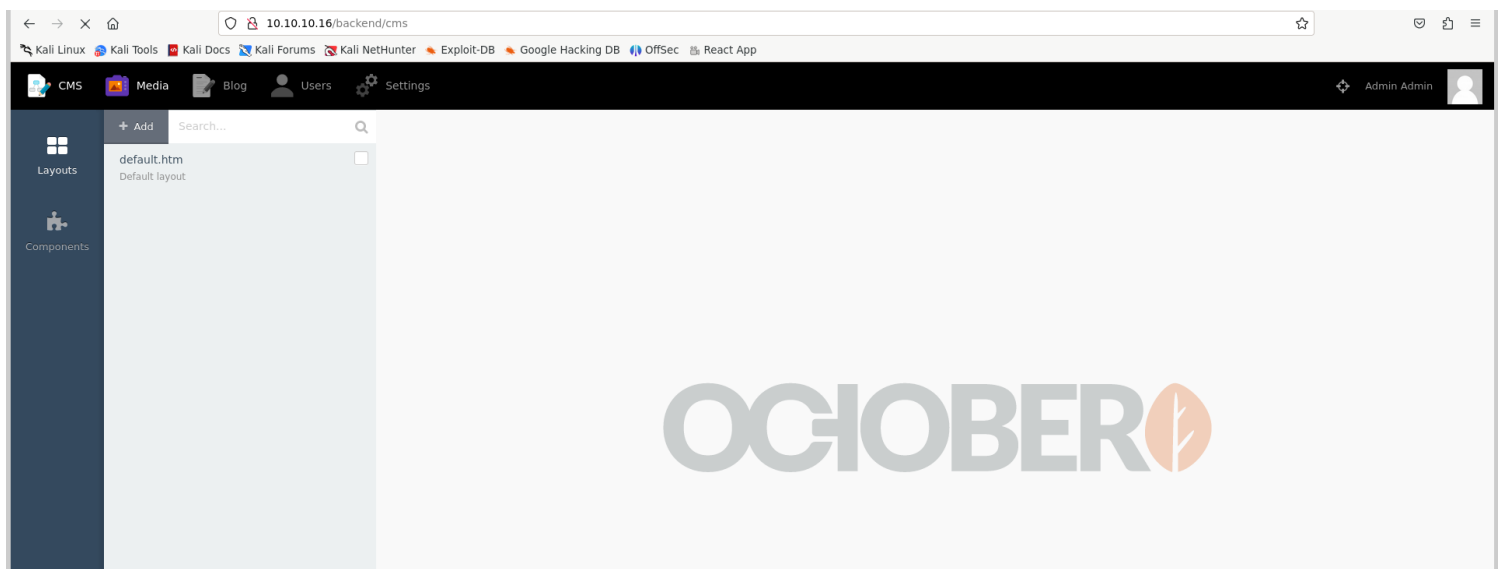 10.10.10.16/backend/cms
Kali Linux Kali Tools Kali Docs Kali Forums Kali NetHunter Exploit-DB Google Hacking DB OffSec React App
CMS Media Blog Users Settings Admin Admin
+ Add Search...
Layouts
default.htm
Default layout
Components
OCTOBER